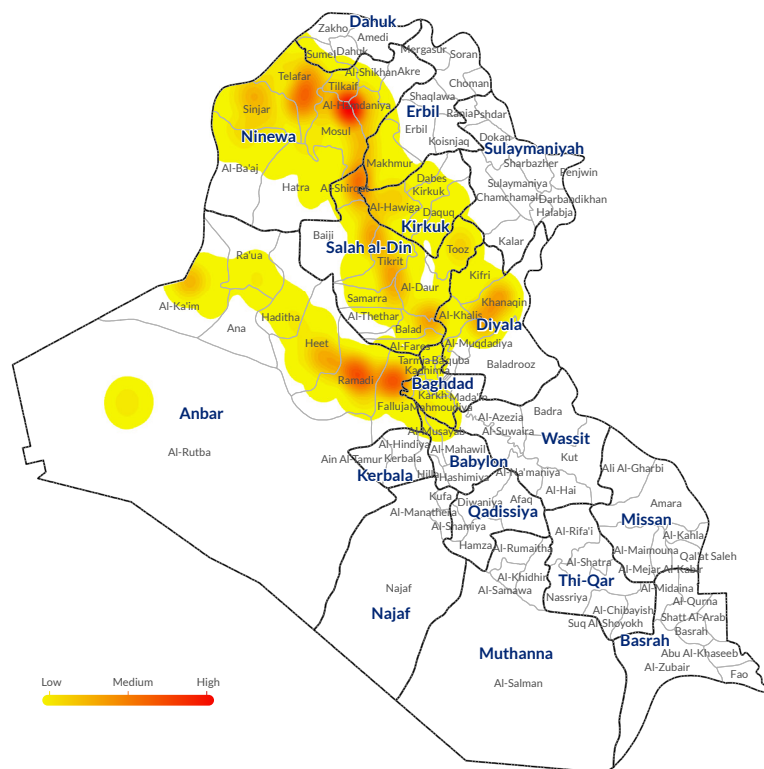 Dahuk
Zakho
Amedi
Sumel
Dahuk
Mergasur
Soran
Telafar
Al-Shikhan
Akre
Tilkaif
Choman
Sinjar
Al-Hamdaniya
Shaqlawa
Erbil
Rania
Pshdar
Ninewa
Mosul
Erbil
Koisnjaq
Dokan
Sulaymaniyah
Al-Ba'aj
Makhmur
Sharbazher
Penjwin
Hatra
Al-Shirqat
Dabes
Kirkuk
Sulaymaniya
Chamchamal
Darbandikhan
Halabja
Al-Hawiga
Daquq
Kirkuk
Baiji
Salah al-Din
Tooz
Kalar
Ra'ua
Tikrit
Kifri
Al-Ka'im
Samarra
Al-Daur
Khanaqin
Haditha
Al-Thethar
Al-Khalis
Ana
Balad
Diyala
Heet
Al-Fares
Al-Muqdadiya
Tarmia
Baquba
Baladrooz
Kadhimia
Ramadi
Baghdad
Karkh
Mada'in
Falluja
Mahmoudiya
Anbar
Al-Azezia
Badra
Al-Rutba
Al-Musayab
Al-Suwaira
Wassit
Al-Hindiya
Al-Mahawil
Kut
Ain Al-Tamur
Kerbala
Babylon
Ali Al-Gharbi
Kerbala
Hilla
Hashimiya
Al-Na'maniya
Al-Hai
Kufa
Diwaniya
Afaq
Amara
Al-Manathera
Qadissiya
Missan
Al-Shamiya
Al-Rifa'i
Al-Kahla
Hamza
Al-Rumaitha
Al-Maimouna
Qal'at Saleh
Al-Shatra
Al-Mejar Al-Kabir
Al-Khidhir
Thi-Qar
Najaf
Al-Samawa
Nassriya
Al-Midaina
Al-Qurna
Najaf
Al-Chibayish
Shatt Al-Arab
Suq Al-Shoyokh
Basrah
Basrah
Muthanna
Abu Al-Khaseeb
Al-Zubair
Fao
Al-Salman
Low
Medium
High